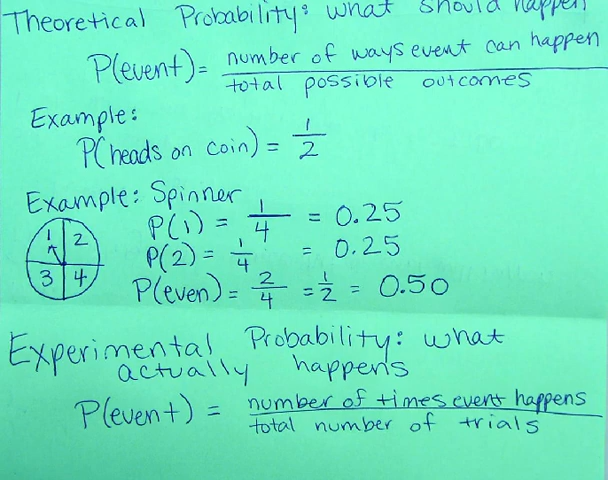 Theoretical Probability: what should happen
P(event) = number of ways event can happen
total possible outcomes
Example:
P(heads on coin) = 1/2
Example: Spinner
P(1) = 1/4 = 0.25
P(2) = 1/4 = 0.25
P(even) = 2/4 = 1/2 = 0.50
1 2
3 4
Experimental Probability: what
actually happens
P(event) = number of times event happens
total number of trials